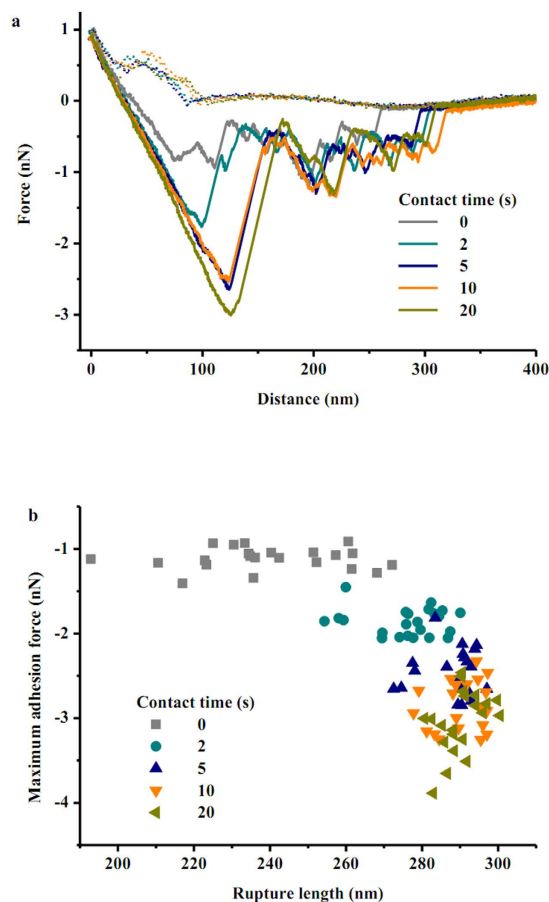 a
1
0
-1
-2
-3
Force (nN)
Contact time (s)
0
2
5
10
20
0 100 200 300 400
Distance (nm)
b
-1
-2
-3
-4
Maximum adhesion force (nN)
Contact time (s)
0
2
5
10
20
200 220 240 260 280 300
Rupture length (nm)